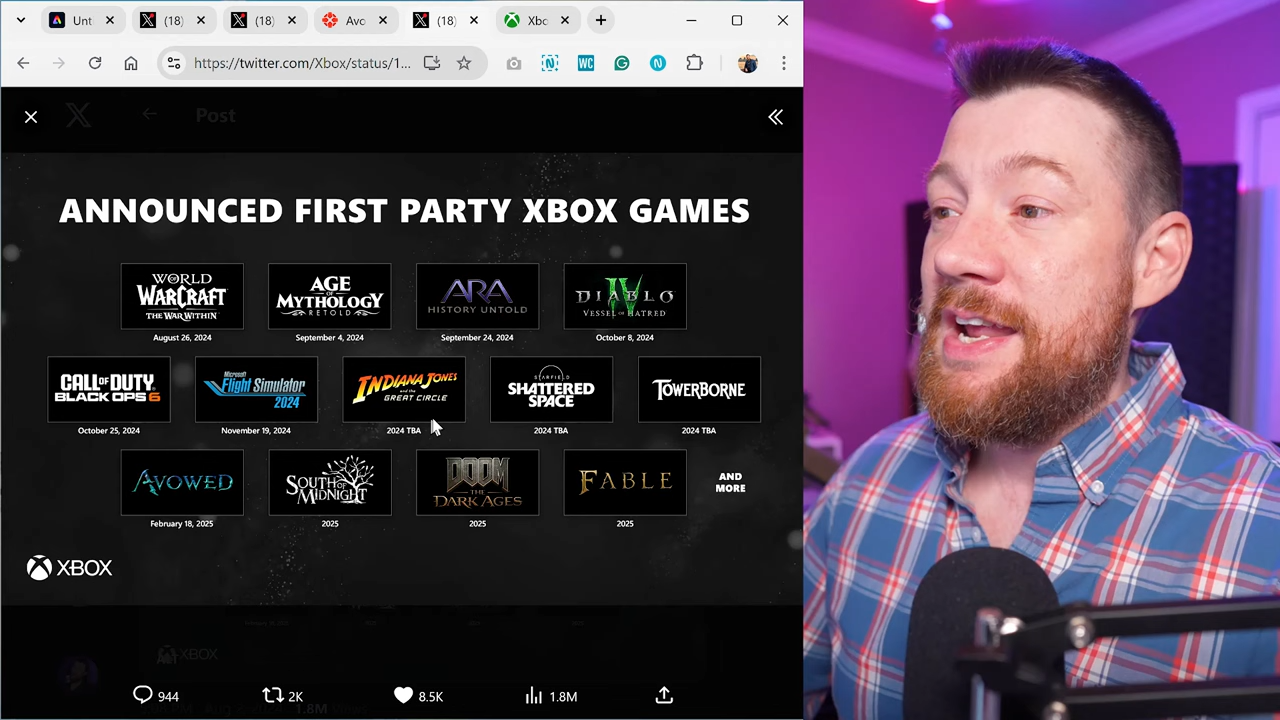 Unt
(18)
(18)
Avo
(18)
Xbo
https://twitter.com/Xbox/status/1...
WC
Post
ANNOUNCED FIRST PARTY XBOX GAMES
WORLD
WARCRAFT
THE WAR WITHIN
August 26, 2024
AGE
OF
MYTHOLOGY
RETOLD
September 4, 2024
ARA
HISTORY UNTOLD
September 24, 2024
DIABLO
IV
VESSEL OF HATRED
October 8, 2024
CALL OF DUTY
BLACK OPS 6
October 25, 2024
Microsoft
Flight Simulator
2024
November 19, 2024
INDIANA JONES
and the
GREAT CIRCLE
2024 TBA
STARFIELD
SHATTERED
SPACE
2024 TBA
TOWERBORNE
2024 TBA
AVOWED
February 18, 2025
SOUTH OF
MIDNIGHT
2025
DOOM
THE
DARK AGES
2025
FABLE
2025
AND
MORE
XBOX
XBOX
944
2K
8.5K
1.8M